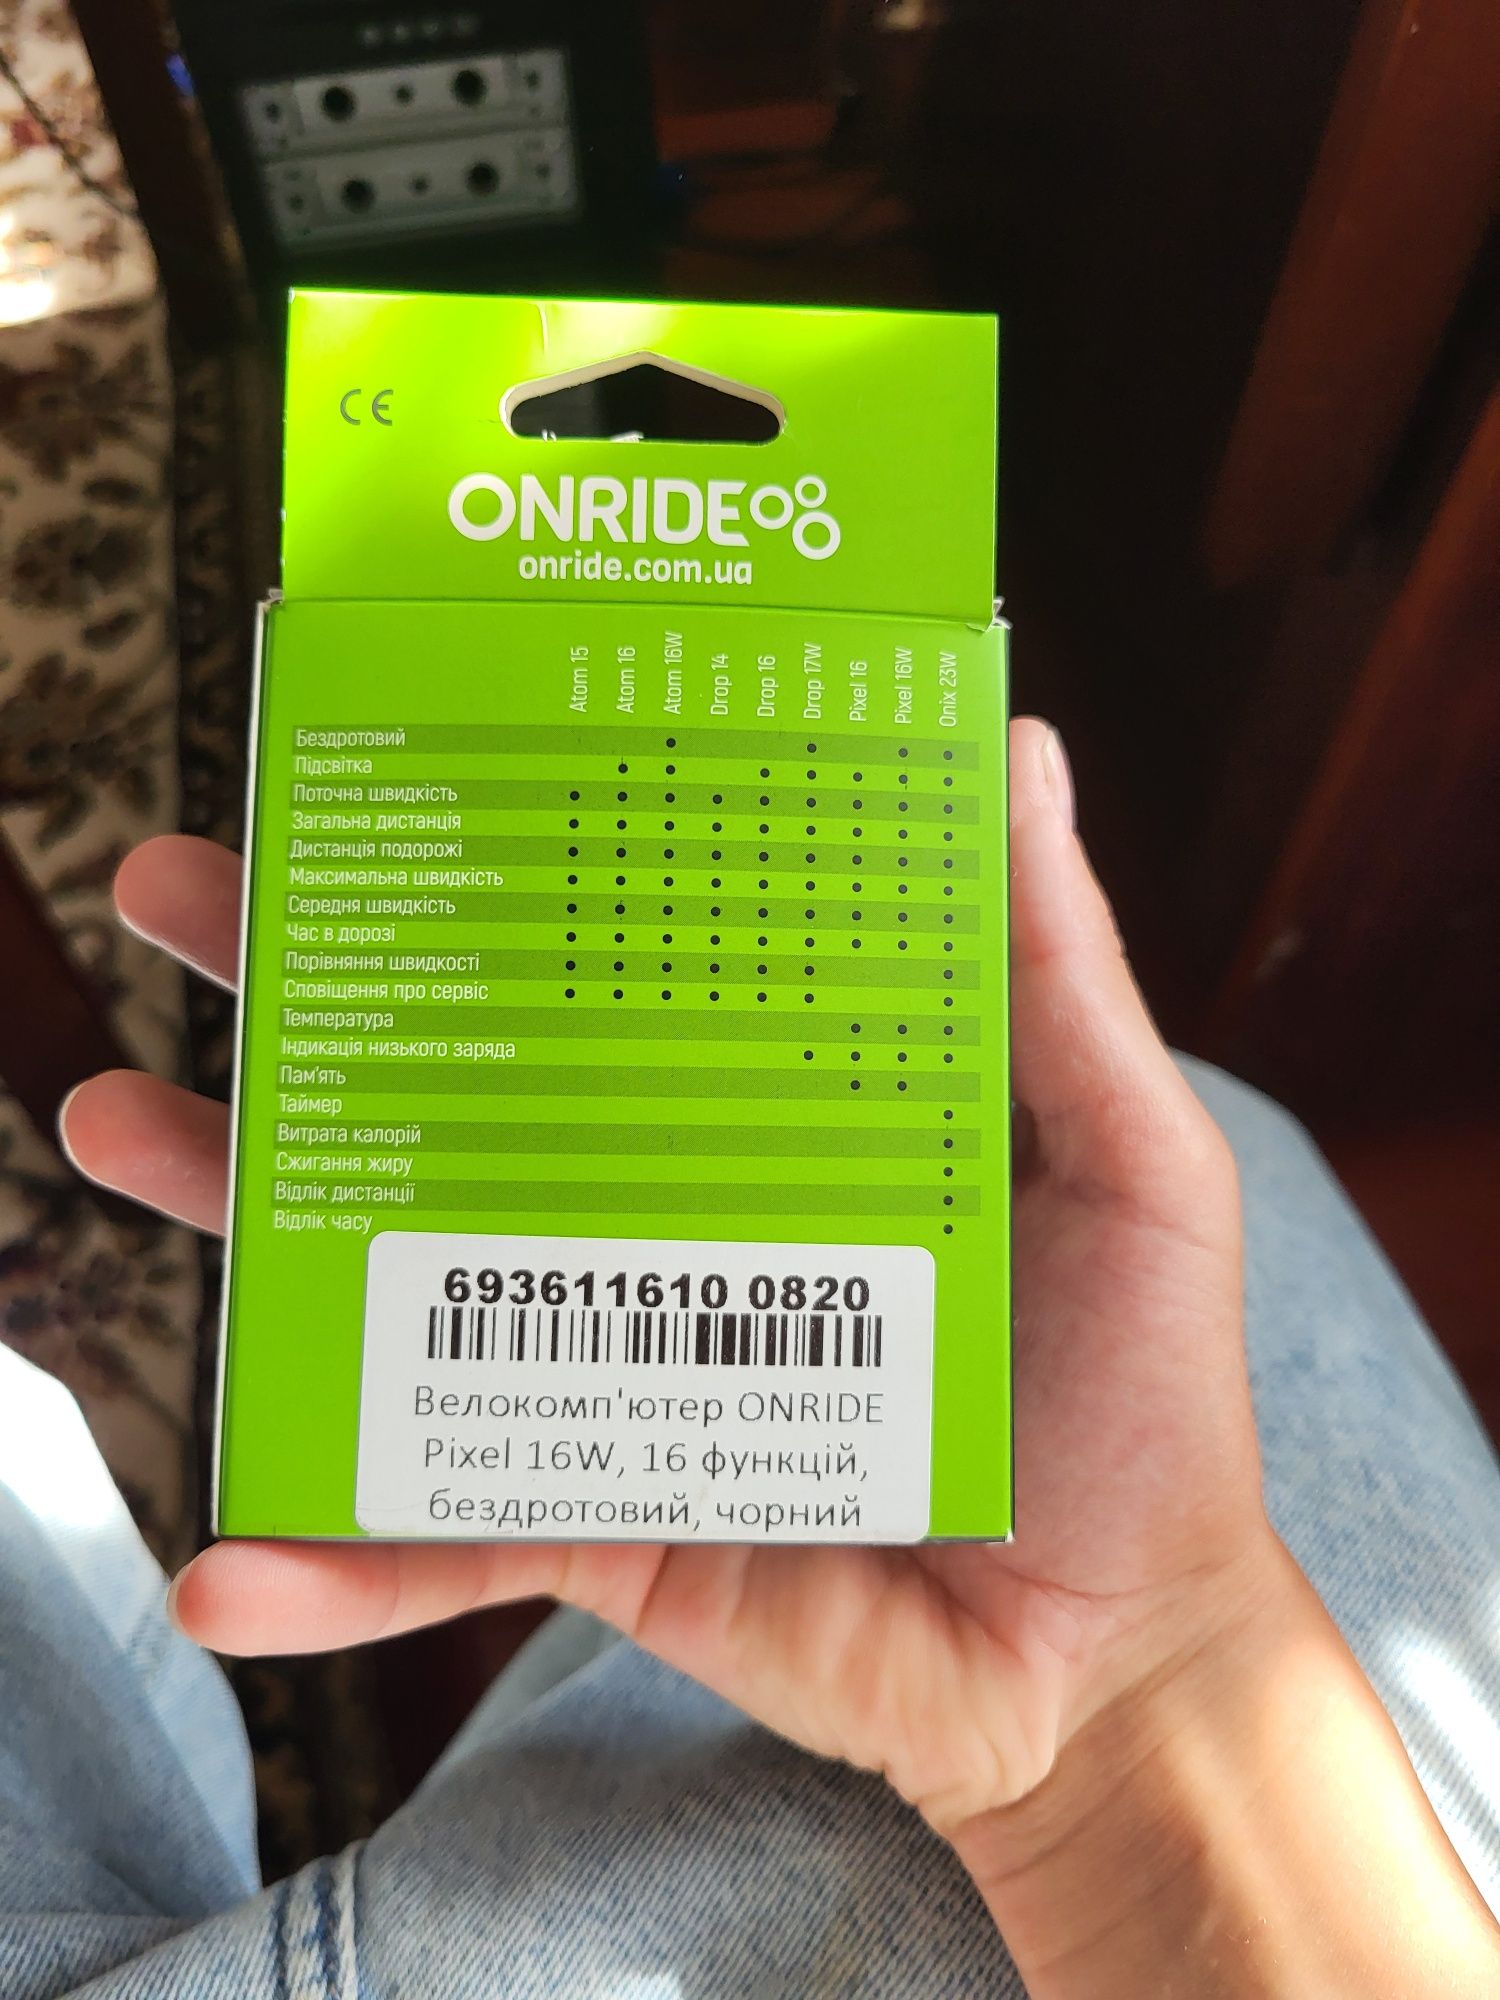 CE
ONRIDE
onride.com.ua
Atom 15
Atom 16
Atom 16W
Drop 14
Drop 16
Drop 17W
Pixel 16
Pixel 16W
Onix 23W
Бездротовий
Підсвітка
Поточна швидкість
Загальна дистанція
Дистанція подорожі
Максимальна швидкість
Середня швидкість
Час в дорозі
Порівняння швидкості
Сповіщення про сервіс
Температура
Індикація низького заряда
Пам'ять
Таймер
Витрата калорій
Сжигання жиру
Відлік дистанції
Відлік часу
693611610 0820
Велокомп'ютер ONRIDE
Pixel 16W, 16 функцій,
бездротовий, чорний